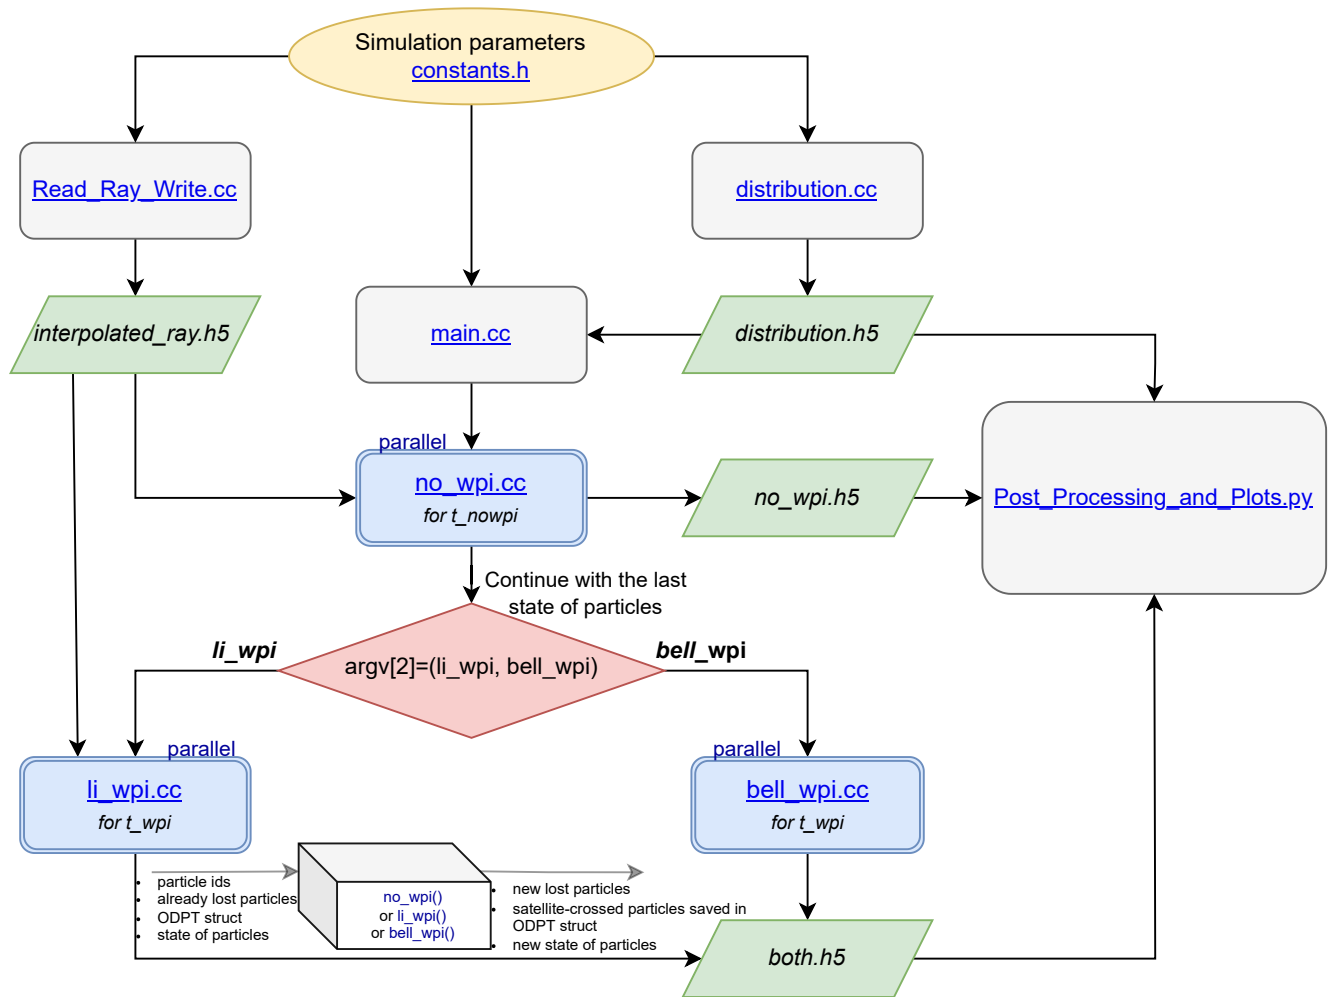 Simulation parameters
constants.h
Read_Ray_Write.cc
distribution.cc
interpolated_ray.h5
main.cc
distribution.h5
parallel
no_wpi.cc
for t_nowpi
no_wpi.h5
Post_Processing_and_Plots.py
Continue with the last
state of particles
li_wpi
bell_wpi
argv[2]=(li_wpi, bell_wpi)
parallel
li_wpi.cc
for t_wpi
parallel
bell_wpi.cc
for t_wpi
• particle ids
• already lost particles
• ODPT struct
• state of particles
no_wpi()
or li_wpi()
or bell_wpi()
• new lost particles
• satellite-crossed particles saved in
ODPT struct
• new state of particles
both.h5